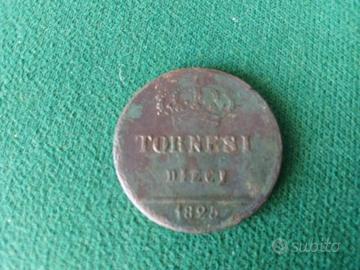 TORNESI
DIECI
1825
subito